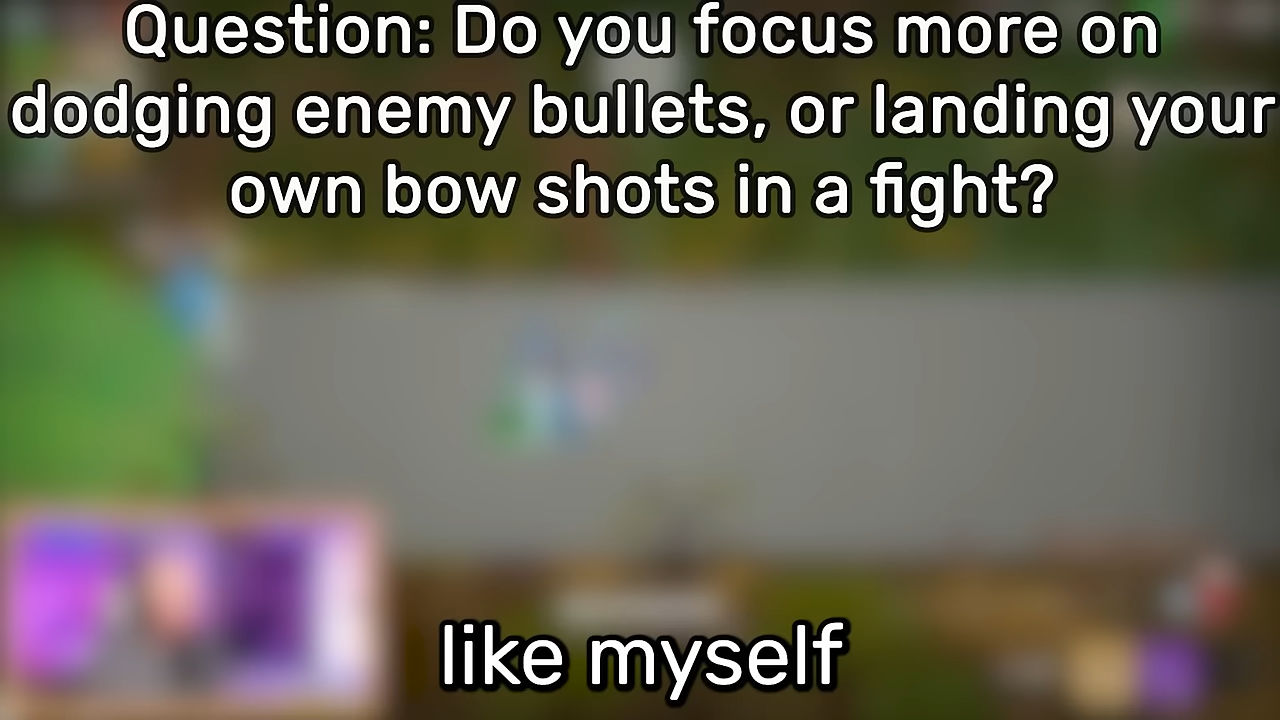 Question: Do you focus more on
dodging enemy bullets, or landing your
own bow shots in a fight?
like myself